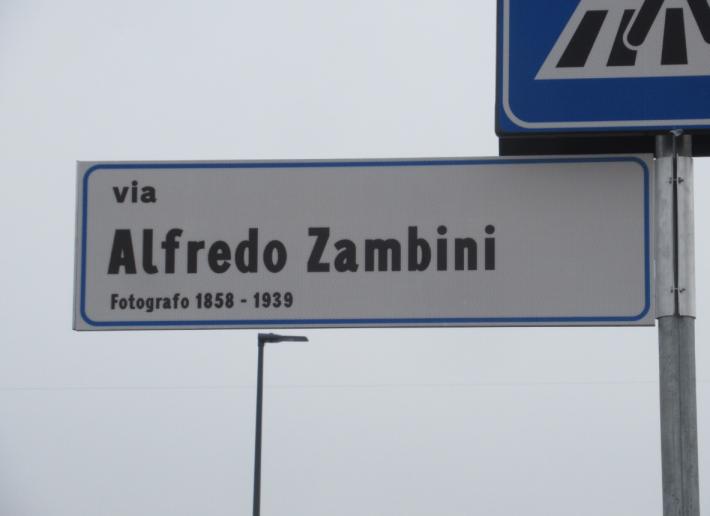 via
Alfredo Zambini
Fotografo 1858 - 1939